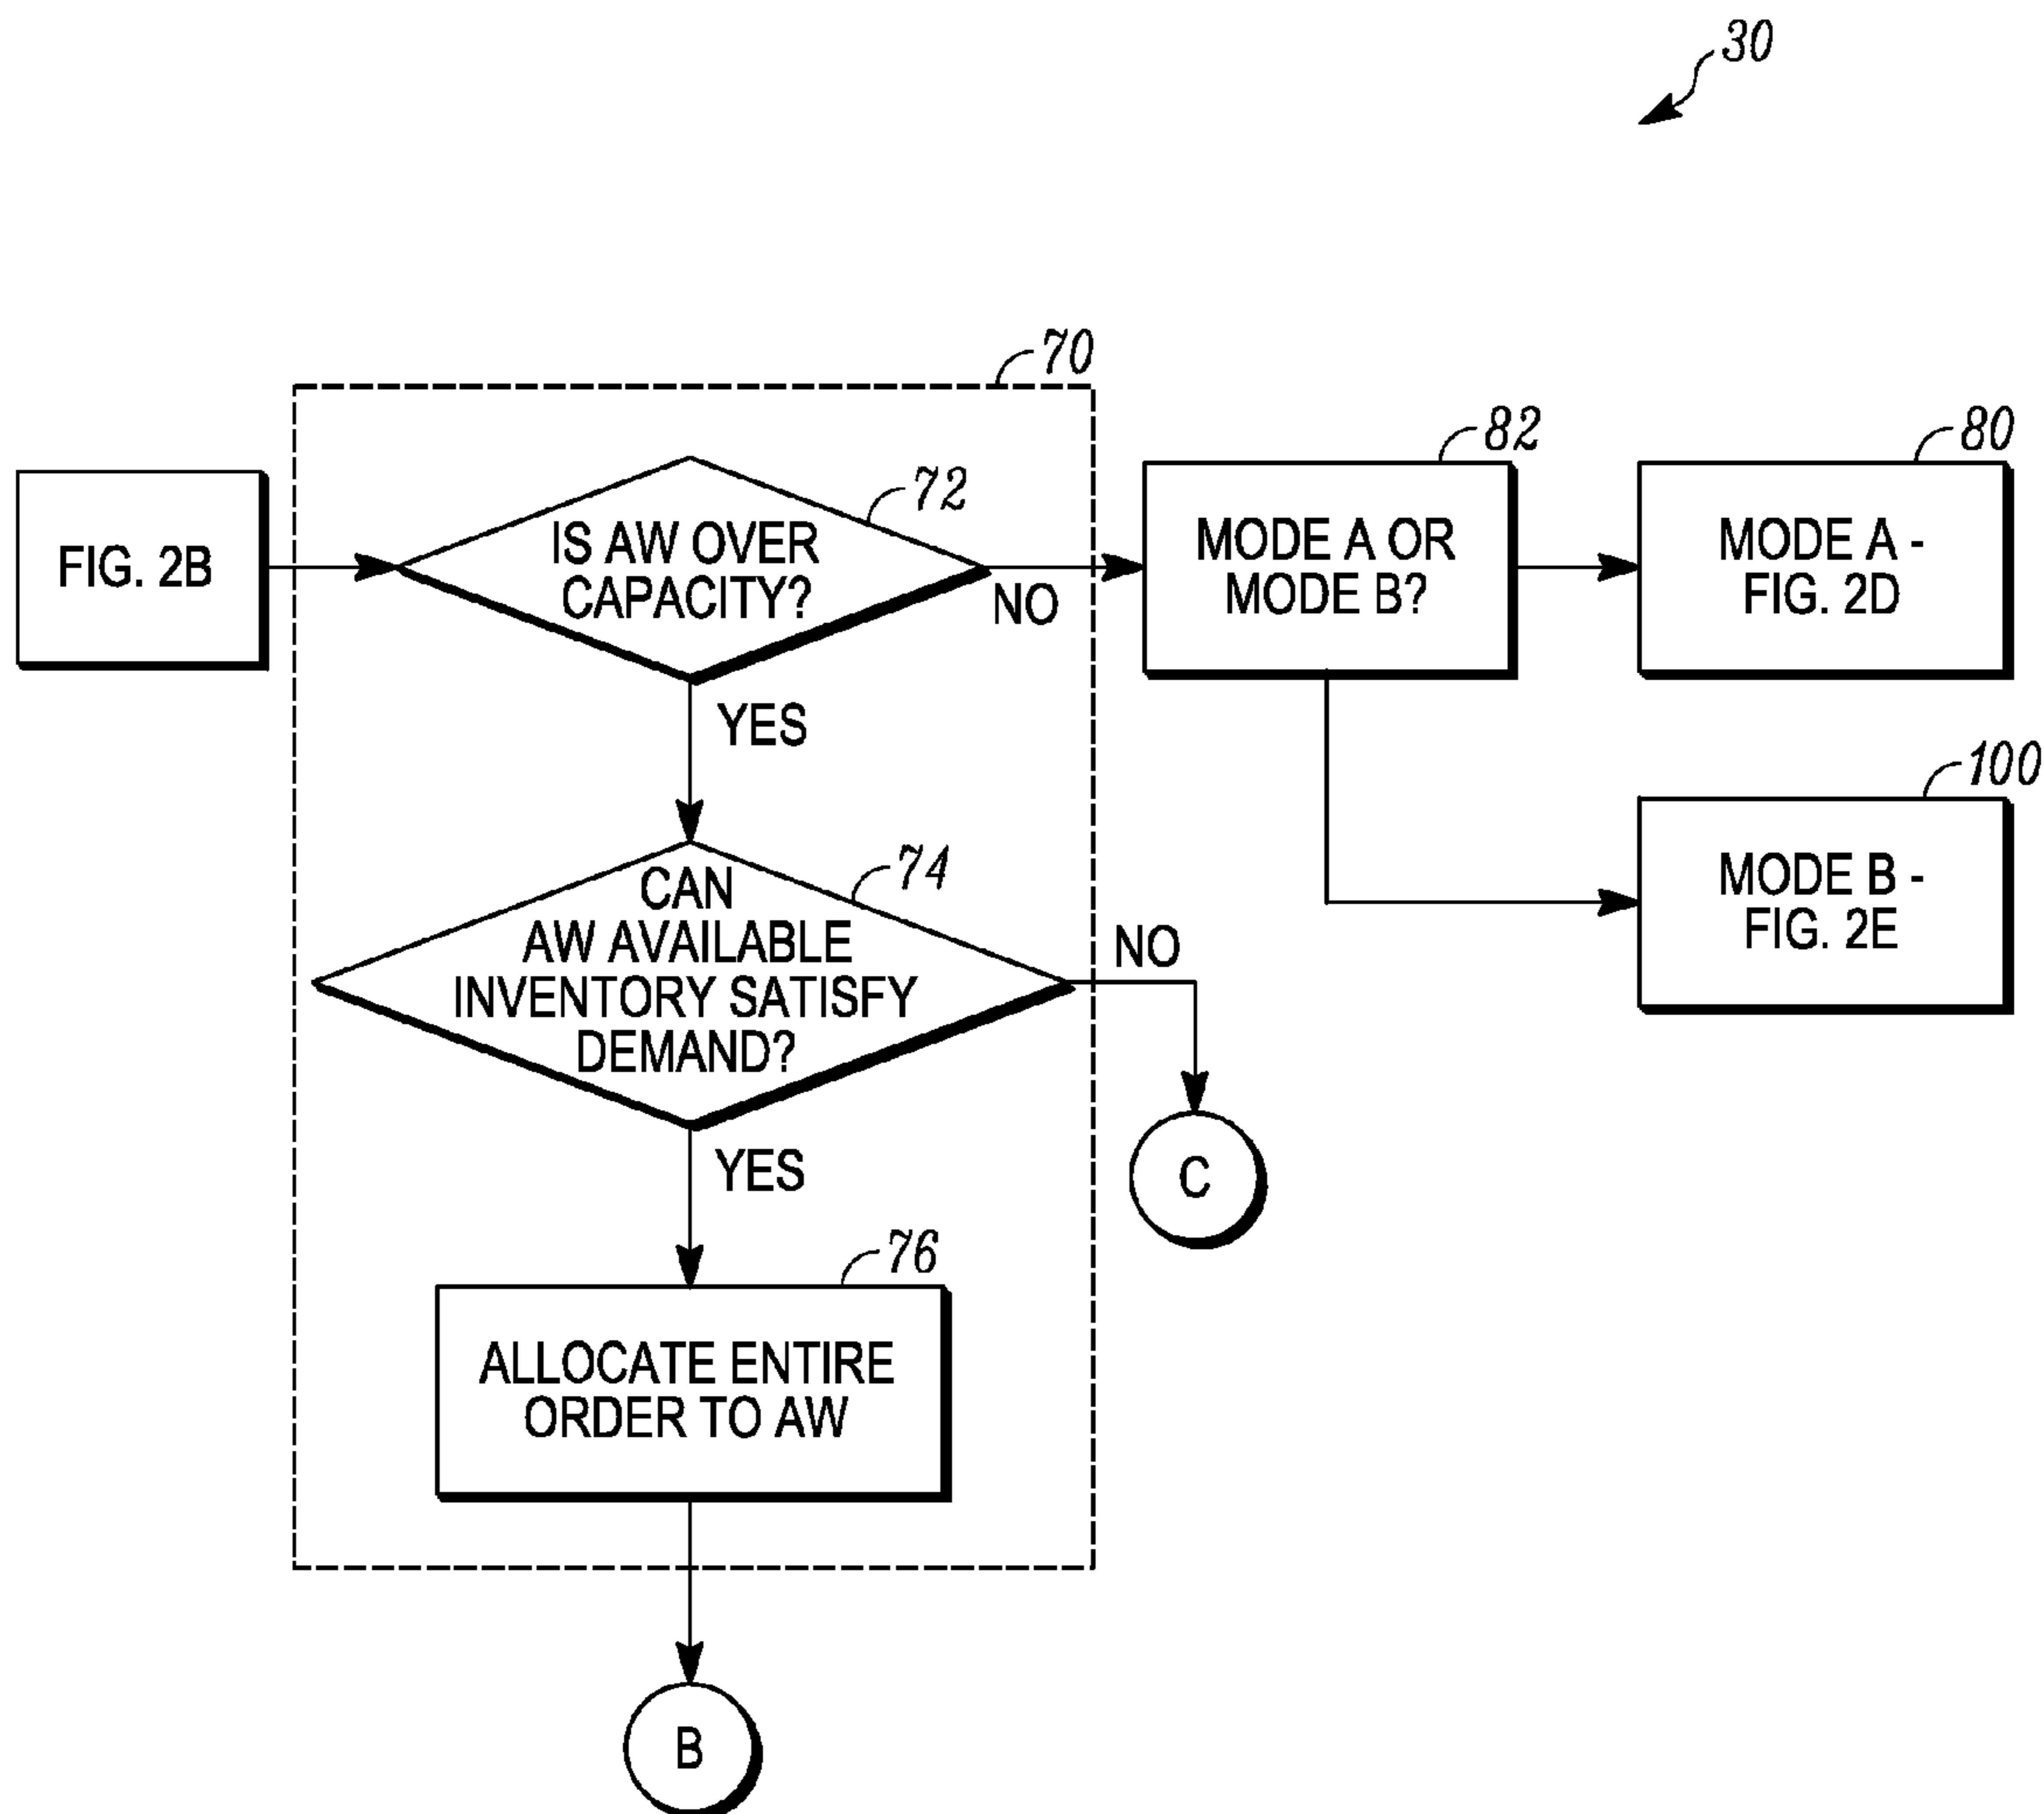 30
70
82
80
72
FIG. 2B
IS AW OVER
CAPACITY?
NO
MODE A OR
MODE B?
MODE A -
FIG. 2D
YES
100
MODE B -
FIG. 2E
74
CAN
AW AVAILABLE
INVENTORY SATISFY
DEMAND?
NO
C
YES
76
ALLOCATE ENTIRE
ORDER TO AW
B